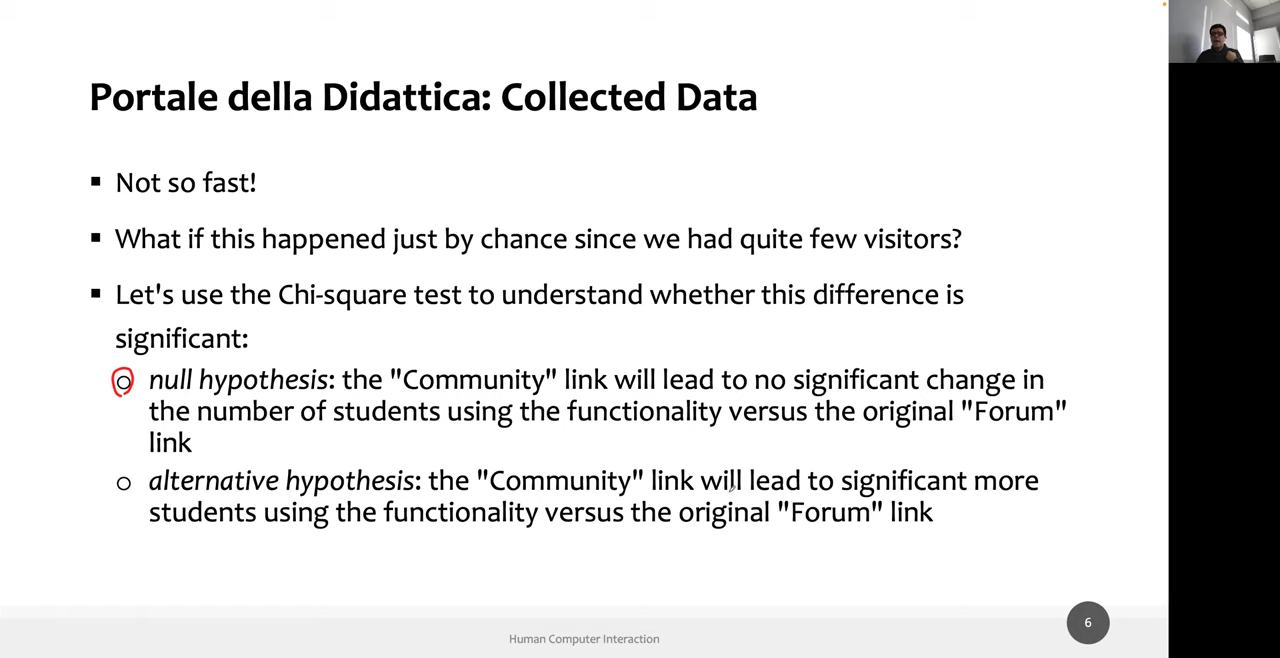 Portale della Didattica: Collected Data
▪ Not so fast!
▪ What if this happened just by chance since we had quite few visitors?
▪ Let's use the Chi-square test to understand whether this difference is
significant:
o null hypothesis: the "Community" link will lead to no significant change in
the number of students using the functionality versus the original "Forum"
link
o alternative hypothesis: the "Community" link will lead to significant more
students using the functionality versus the original "Forum" link
Human Computer Interaction
6